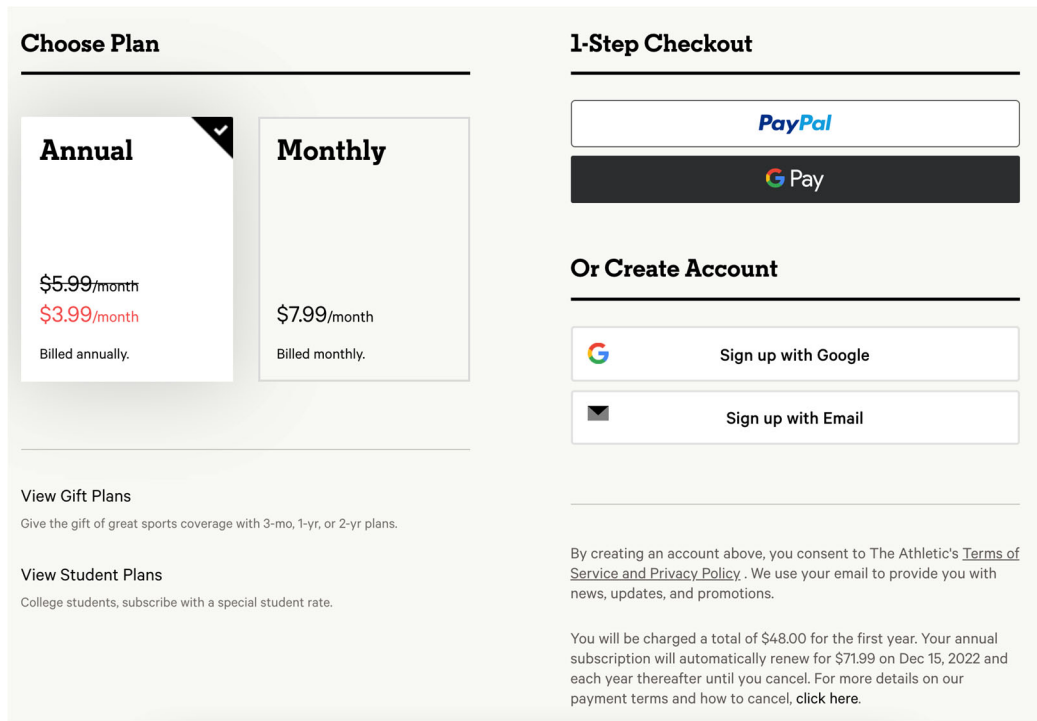 Choose Plan
Annual
$5.99/month
$3.99/month
Billed annually.
Monthly
$7.99/month
Billed monthly.
View Gift Plans
Give the gift of great sports coverage with 3-mo, 1-yr, or 2-yr plans.
View Student Plans
College students, subscribe with a special student rate.
1-Step Checkout
PayPal
G Pay
Or Create Account
Sign up with Google
Sign up with Email
By creating an account above, you consent to The Athletic's Terms of
Service and Privacy Policy . We use your email to provide you with
news, updates, and promotions.
You will be charged a total of $48.00 for the first year. Your annual
subscription will automatically renew for $71.99 on Dec 15, 2022 and
each year thereafter until you cancel. For more details on our
payment terms and how to cancel, click here.